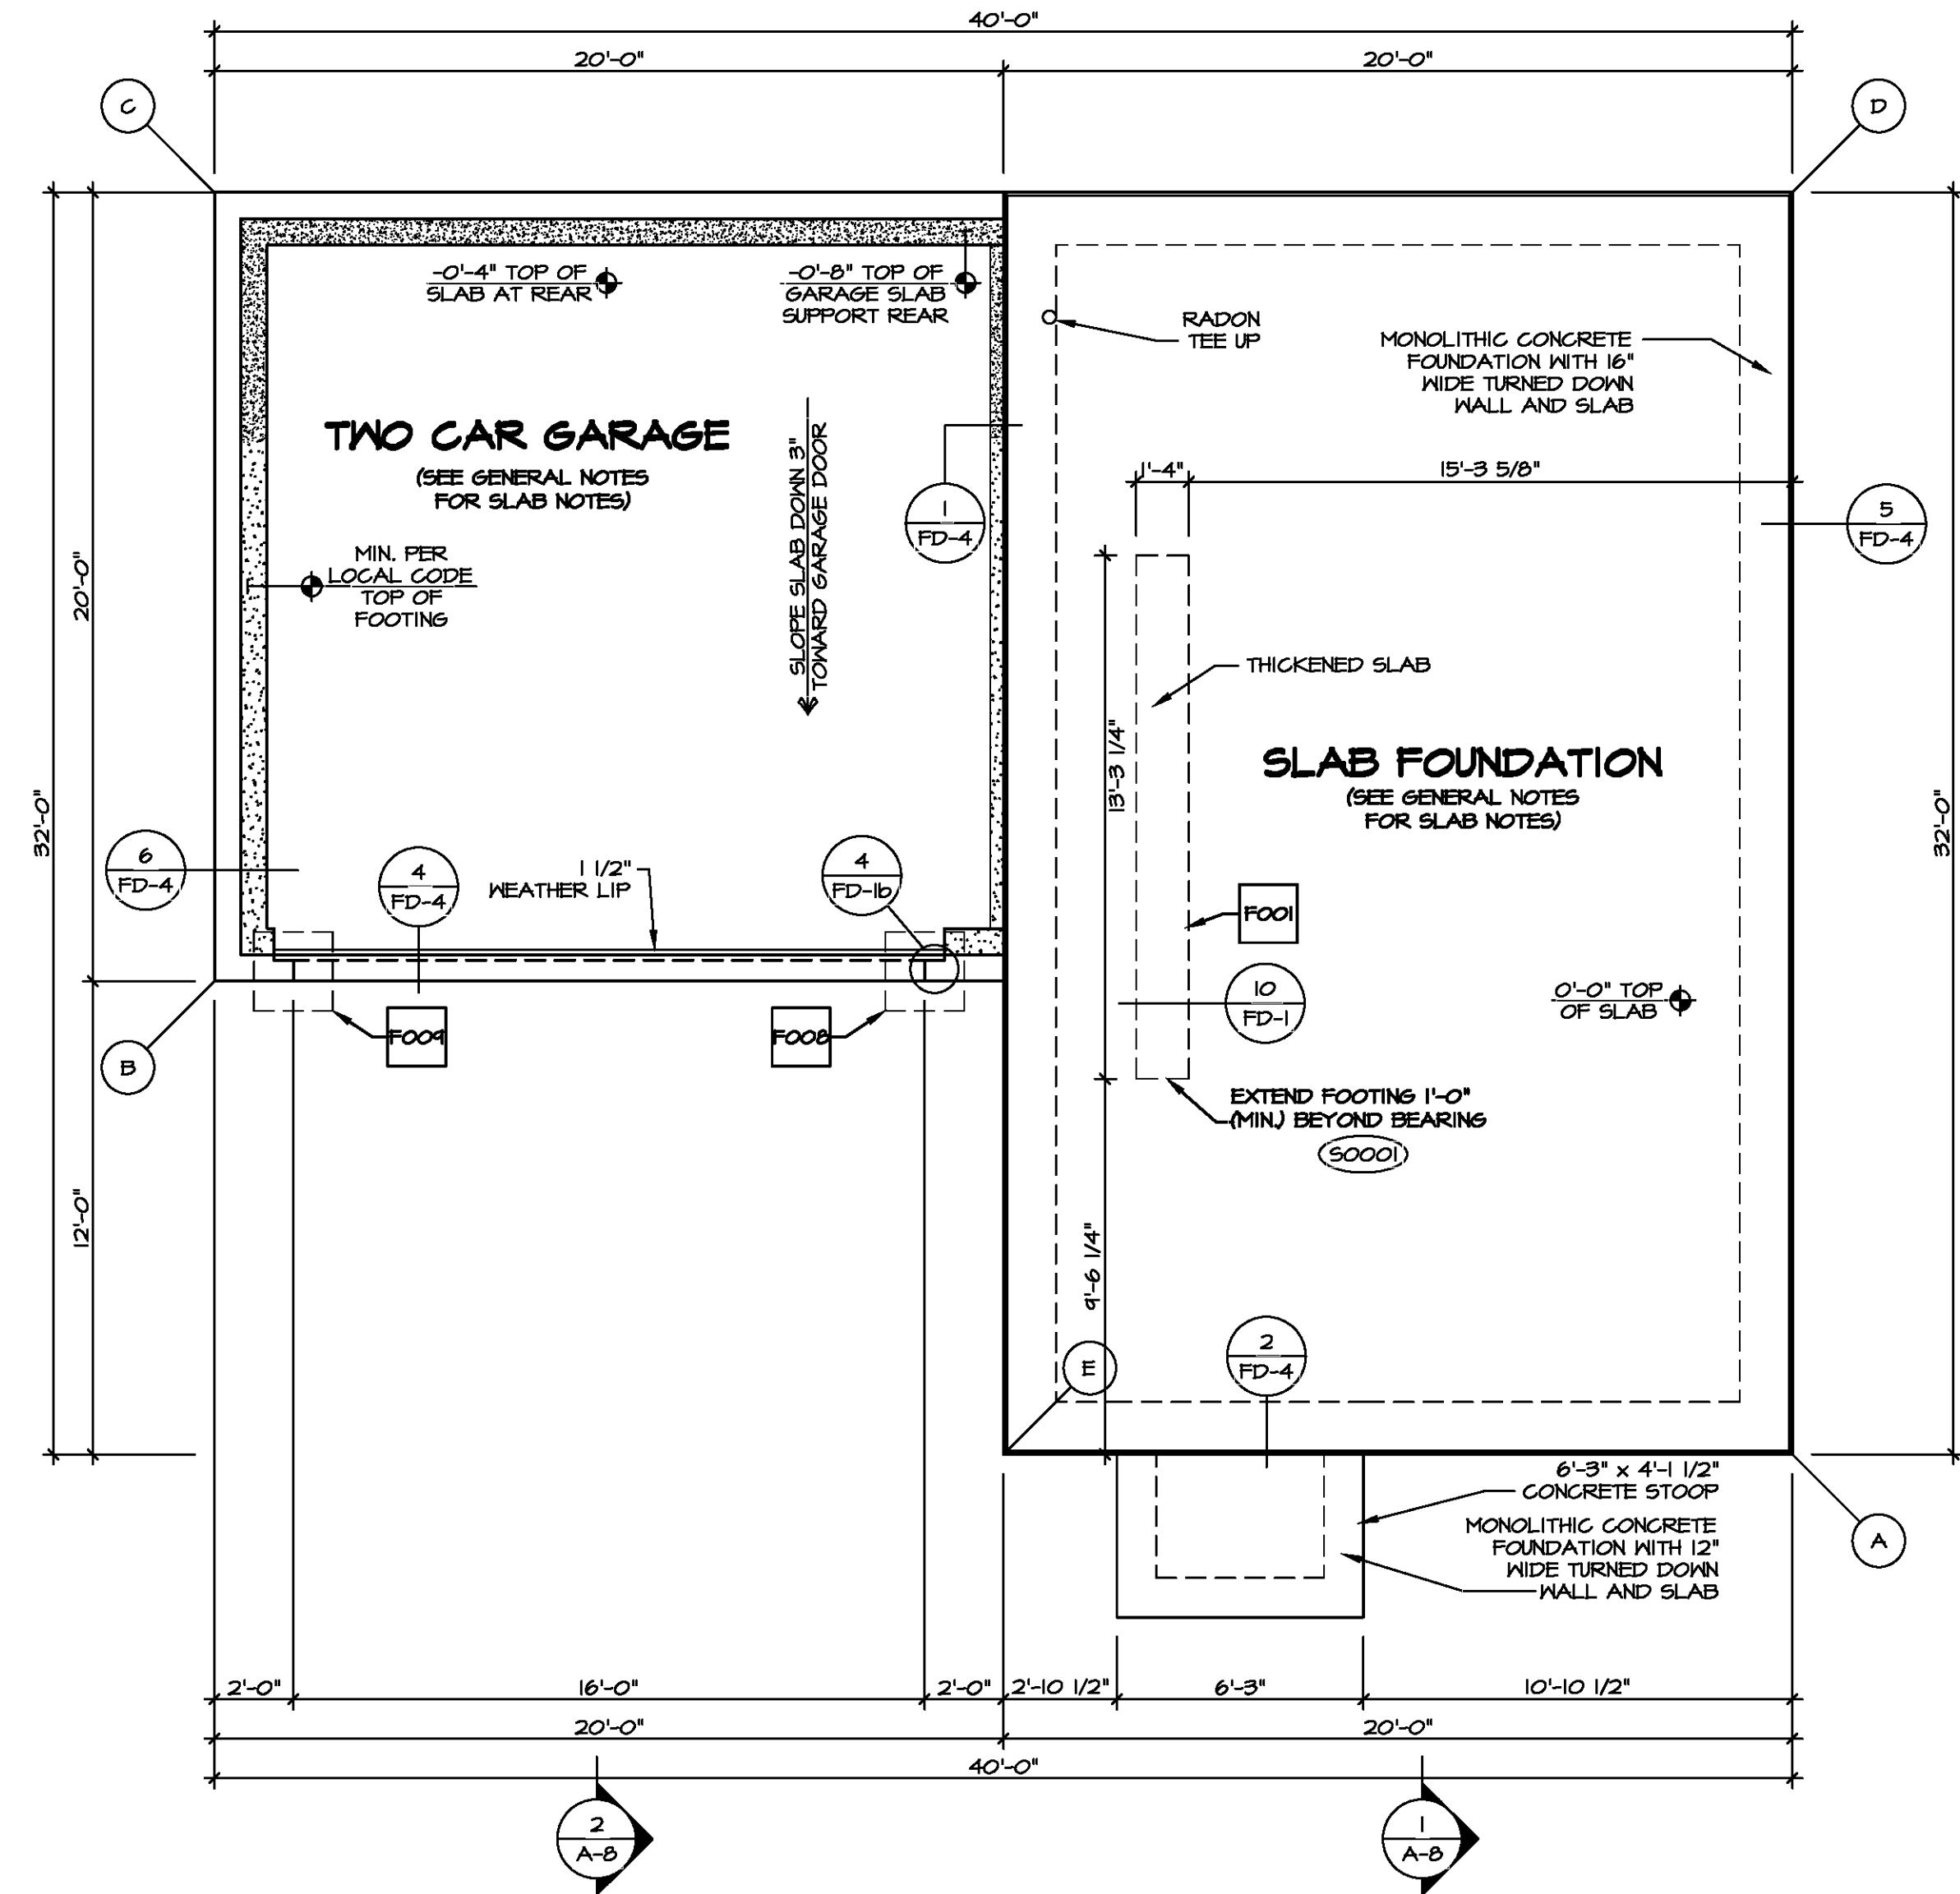 40'-0"
20'-0"
20'-0"
C
D
-0'-4" TOP OF
SLAB AT REAR
-0'-8" TOP OF
GARAGE SLAB
SUPPORT REAR
RADON
TEE UP
MONOLITHIC CONCRETE
FOUNDATION WITH 16"
WIDE TURNED DOWN
WALL AND SLAB
TWO CAR GARAGE
(SEE GENERAL NOTES
FOR SLAB NOTES)
SLOPE SLAB DOWN 3"
TOWARD GARAGE DOOR
1'-4"
15'-3 5/8"
1
FD-4
5
FD-4
MIN. PER
LOCAL CODE
TOP OF
FOOTING
20'-0"
32'-0"
THICKENED SLAB
13'-3 1/4"
SLAB FOUNDATION
(SEE GENERAL NOTES
FOR SLAB NOTES)
32'-0"
6
FD-4
4
FD-4
1 1/2"
WEATHER LIP
4
FD-1b
F001
10
FD-1
0'-0" TOP
OF SLAB
F009
F008
B
EXTEND FOOTING 1'-0"
(MIN.) BEYOND BEARING
S0001
12'-0"
9'-6 1/4"
E
2
FD-4
6'-3" x 4'-1 1/2"
CONCRETE STOOP
MONOLITHIC CONCRETE
FOUNDATION WITH 12"
WIDE TURNED DOWN
WALL AND SLAB
A
2'-0"
16'-0"
2'-0"
2'-10 1/2"
6'-3"
10'-10 1/2"
20'-0"
20'-0"
40'-0"
2
A-8
1
A-8